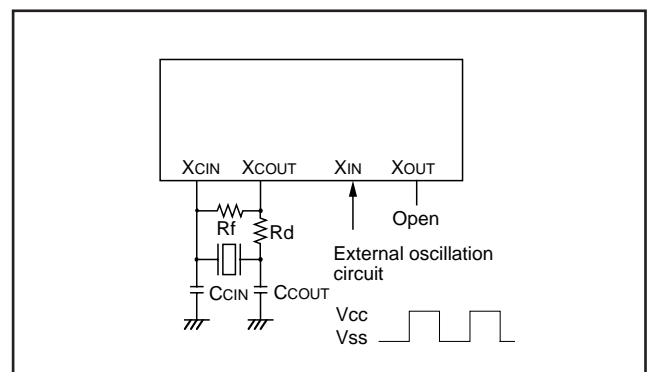 XCIN XCOUT XIN XOUT
Rf
Rd
Open
External oscillation
circuit
CCIN CCOUT
Vcc
Vss